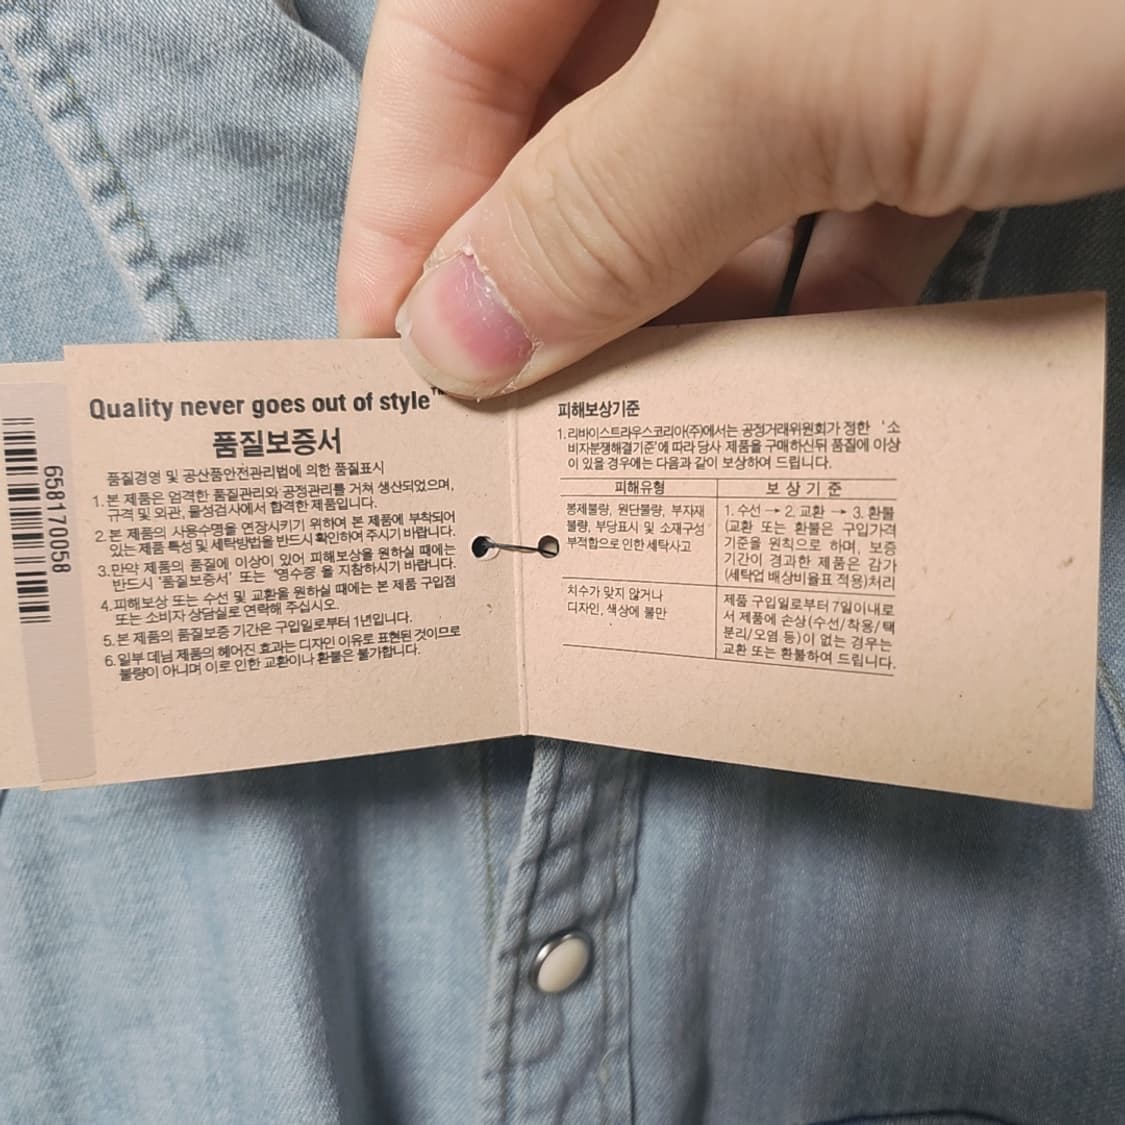 658170058
Quality never goes out of style™
품질보증서
품질경영 및 공산품안전관리법에 의한 품질표시
1. 본 제품은 엄격한 품질관리와 공정관리를 거쳐 생산되었으며,
규격 및 외관, 물성검사에서 합격한 제품입니다.
2. 본 제품의 사용수명을 연장시키기 위하여 본 제품에 부착되어
있는 제품 특성 및 세탁방법을 반드시 확인하여 주시기 바랍니다.
3. 만약 제품의 품질에 이상이 있어 피해보상을 원하실 때에는
반드시 '품질보증서' 또는 '영수증'을 지참하시기 바랍니다.
4. 피해보상 또는 수선 및 교환을 원하실 때에는 본 제품 구입점
또는 소비자 상담실로 연락해 주십시오.
5. 본 제품의 품질보증 기간은 구입일로부터 1년입니다.
6. 일부 데님 제품의 헤어진 효과는 디자인 이유로 표현된 것이므로
불량이 아니며 이로 인한 교환이나 환불은 불가합니다.
피해보상기준
1. 리바이스트라우스코리아(주)에서는 공정거래위원회가 정한 '소
비자분쟁해결기준'에 따라 당사 제품을 구매하신뒤 품질에 이상
이 있을 경우에는 다음과 같이 보상하여 드립니다.
피해유형
보상기준
봉제불량, 원단불량, 부자재
불량, 부당표시 및 소재구성
부적합으로 인한 세탁사고
1. 수선 → 2. 교환 → 3. 환불
(교환 또는 환불은 구입가격
기준을 원칙으로 하며, 보증
기간이 경과한 제품은 감가
(세탁업 배상비율표 적용)처리
치수가 맞지 않거나
디자인, 색상에 불만
제품 구입일로부터 7일이내로
서 제품에 손상(수선/착용/택
분리/오염 등)이 없는 경우는
교환 또는 환불하여 드립니다.